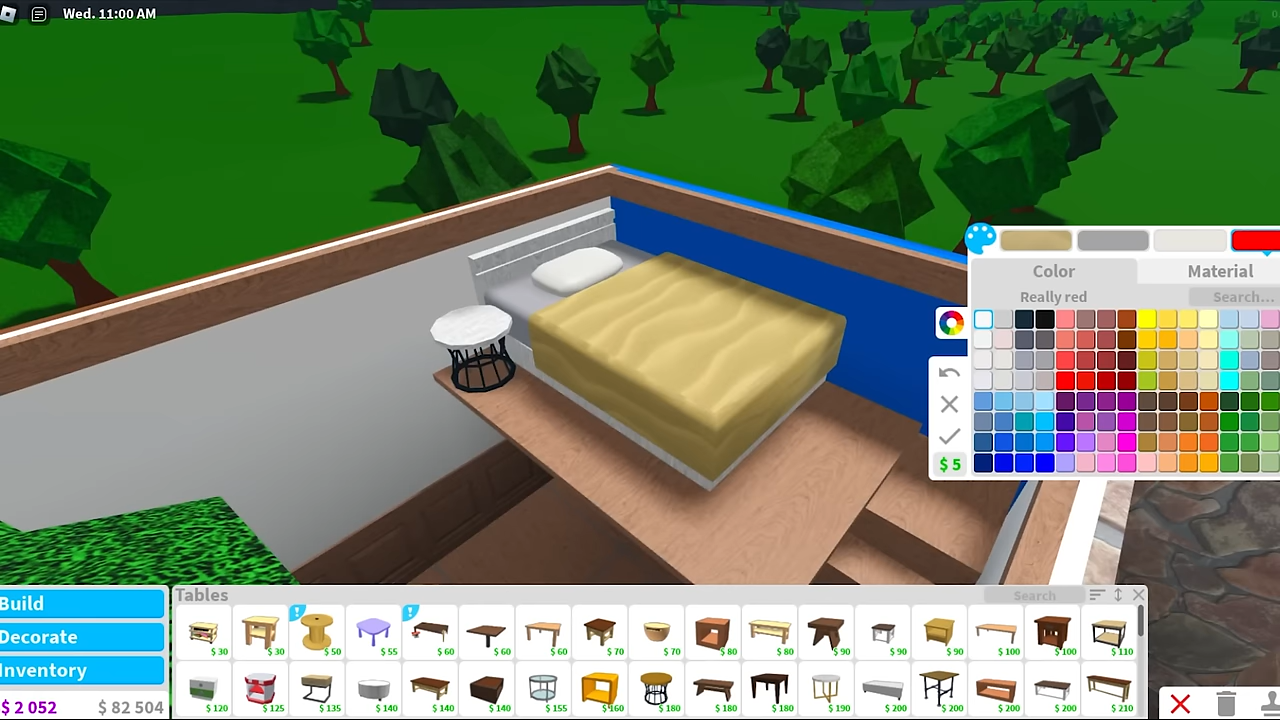 Wed. 11:00 AM
Color
Material
Really red
Search...
$ 5
Build
Decorate
Inventory
$ 2 052
$ 82 504
Tables
Search
$ 30
$ 30
$ 50
$ 55
$ 60
$ 60
$ 60
$ 70
$ 70
$ 80
$ 80
$ 90
$ 90
$ 90
$ 100
$ 100
$ 110
$ 120
$ 125
$ 135
$ 140
$ 140
$ 140
$ 155
$ 160
$ 180
$ 180
$ 180
$ 190
$ 200
$ 200
$ 200
$ 200
$ 210